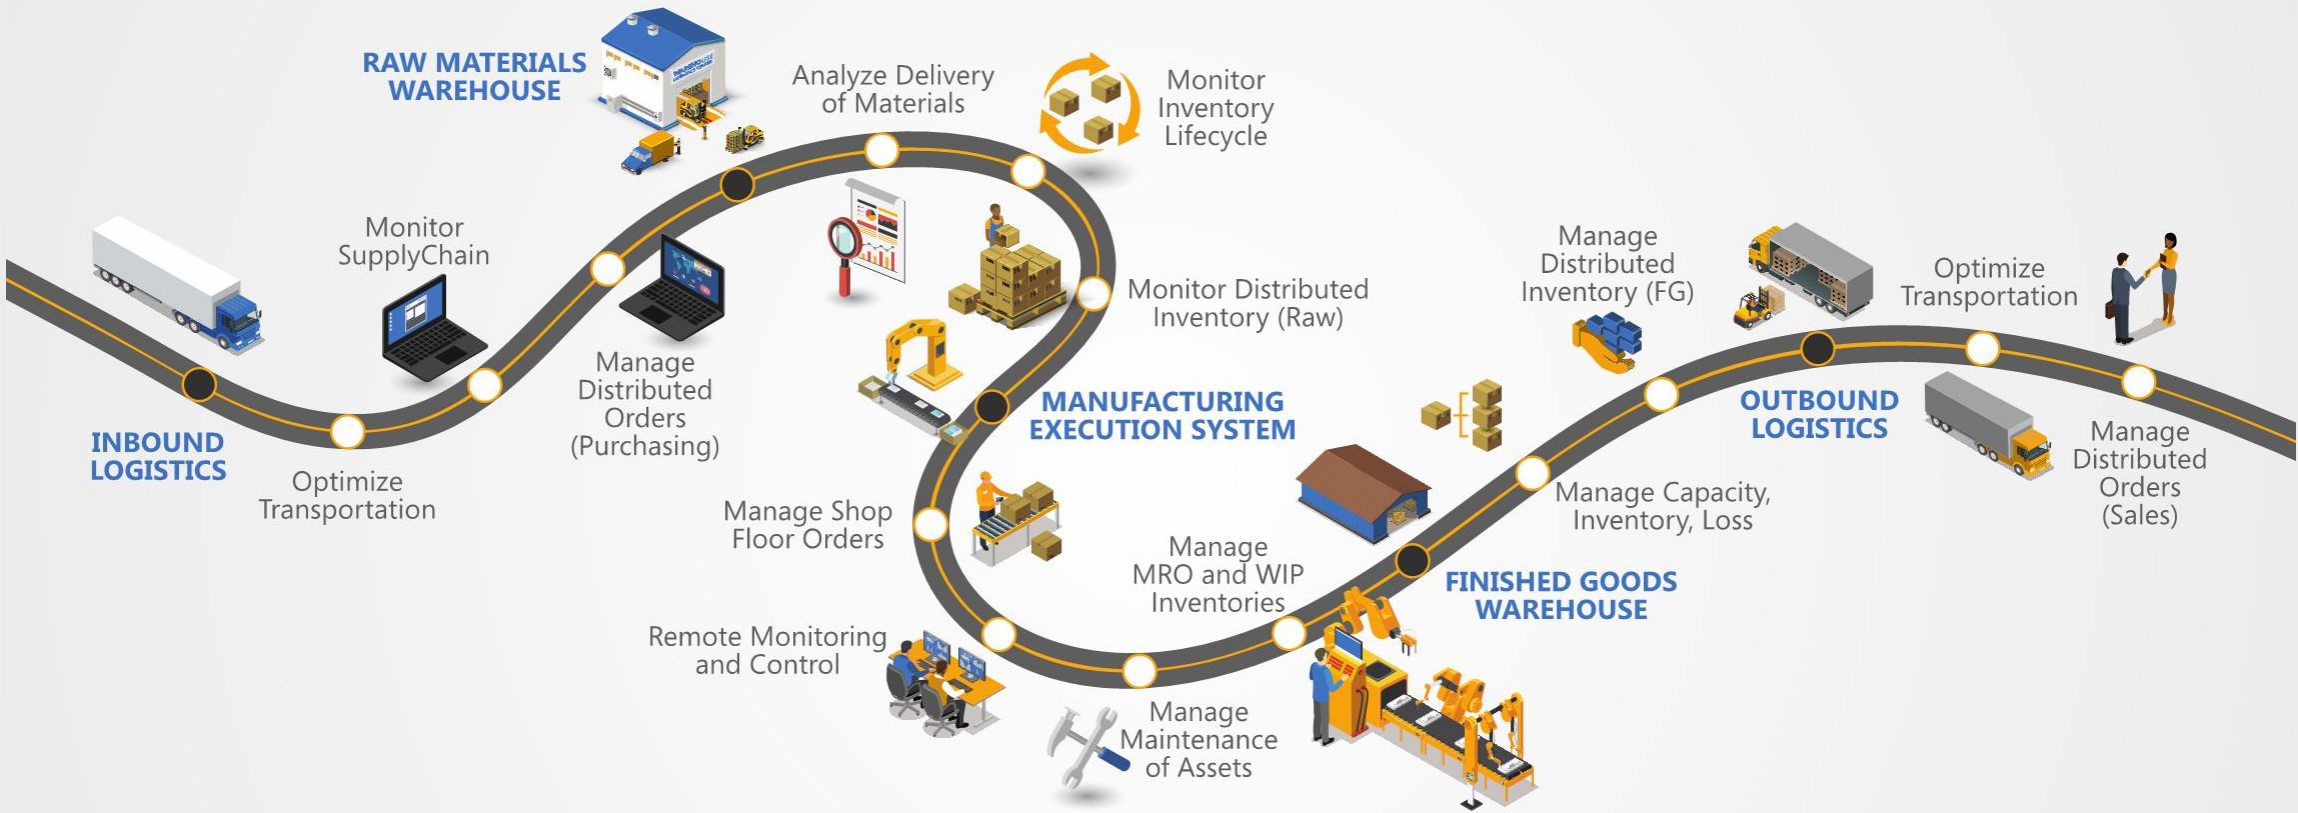 RAW MATERIALS
WAREHOUSE
WAREHOUSE
Analyze Delivery
of Materials
Monitor
Inventory
Lifecycle
Monitor
SupplyChain
Manage
Distributed
Orders
(Purchasing)
INBOUND
LOGISTICS
Optimize
Transportation
Monitor Distributed
Inventory (Raw)
MANUFACTURING
EXECUTION SYSTEM
Manage Shop
Floor Orders
Remote Monitoring
and Control
Manage
Maintenance
of Assets
Manage
MRO and WIP
Inventories
FINISHED GOODS
WAREHOUSE
Manage Capacity,
Inventory, Loss
Manage
Distributed
Inventory (FG)
OUTBOUND
LOGISTICS
Optimize
Transportation
Manage
Distributed
Orders
(Sales)